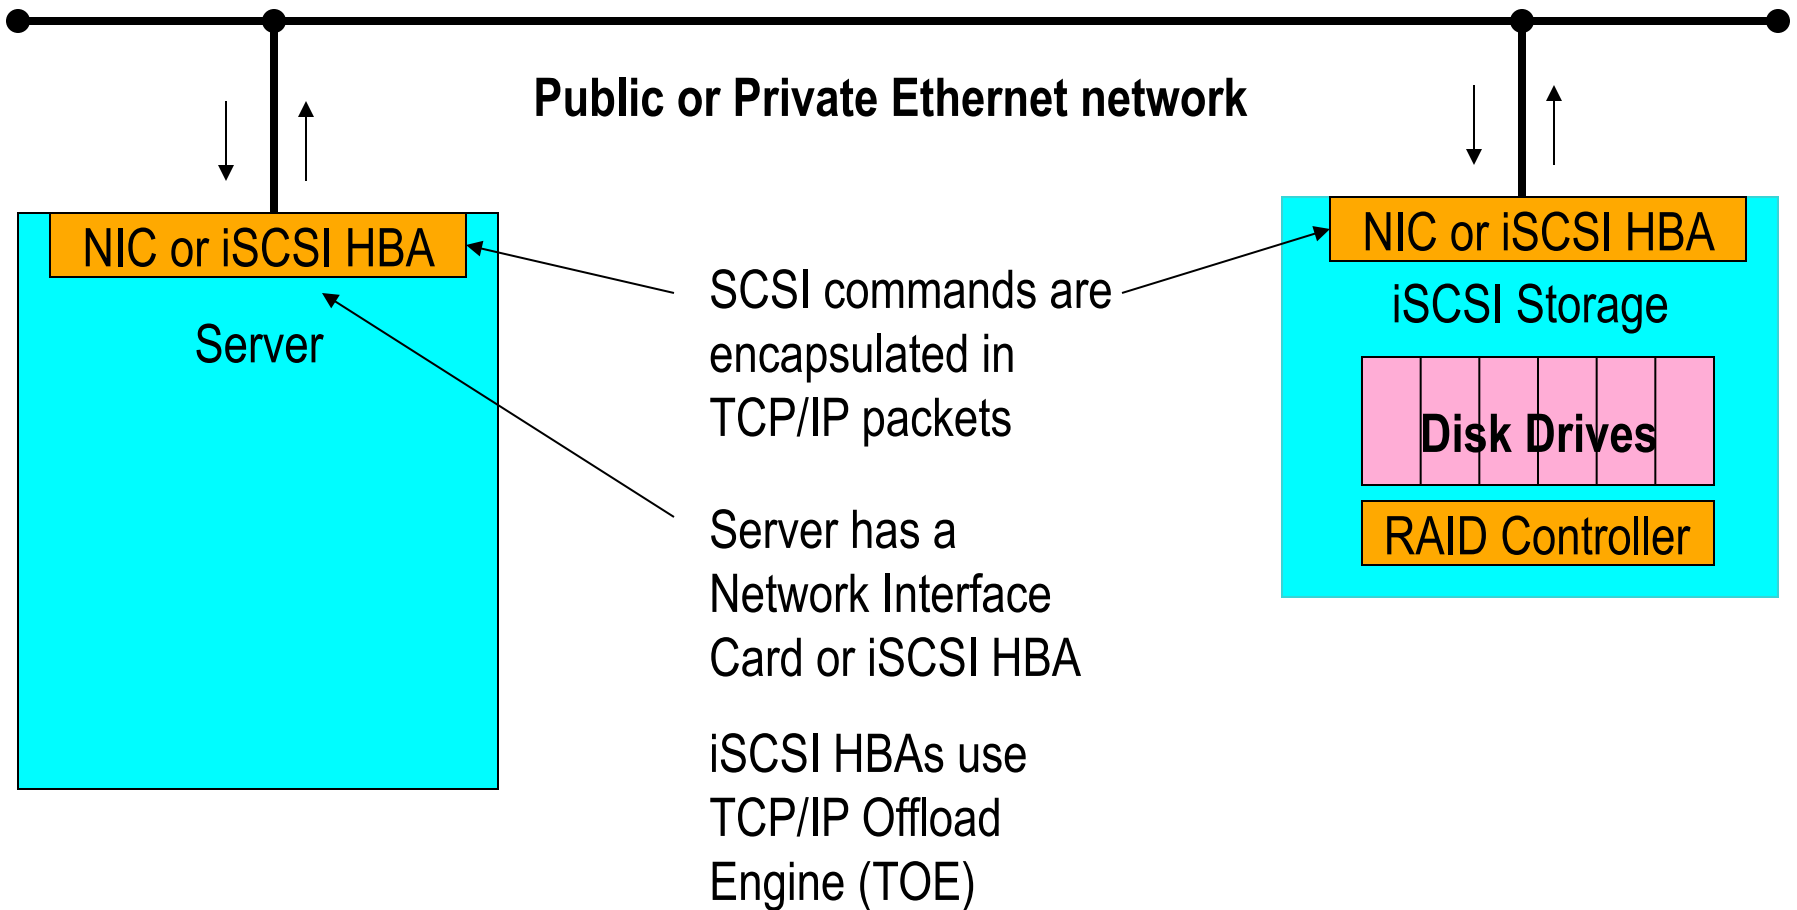 Public or Private Ethernet network
NIC or iSCSI HBA
Server
SCSI commands are
encapsulated in
TCP/IP packets
Server has a
Network Interface
Card or iSCSI HBA
iSCSI HBAs use
TCP/IP Offload
Engine (TOE)
NIC or iSCSI HBA
iSCSI Storage
Disk Drives
RAID Controller